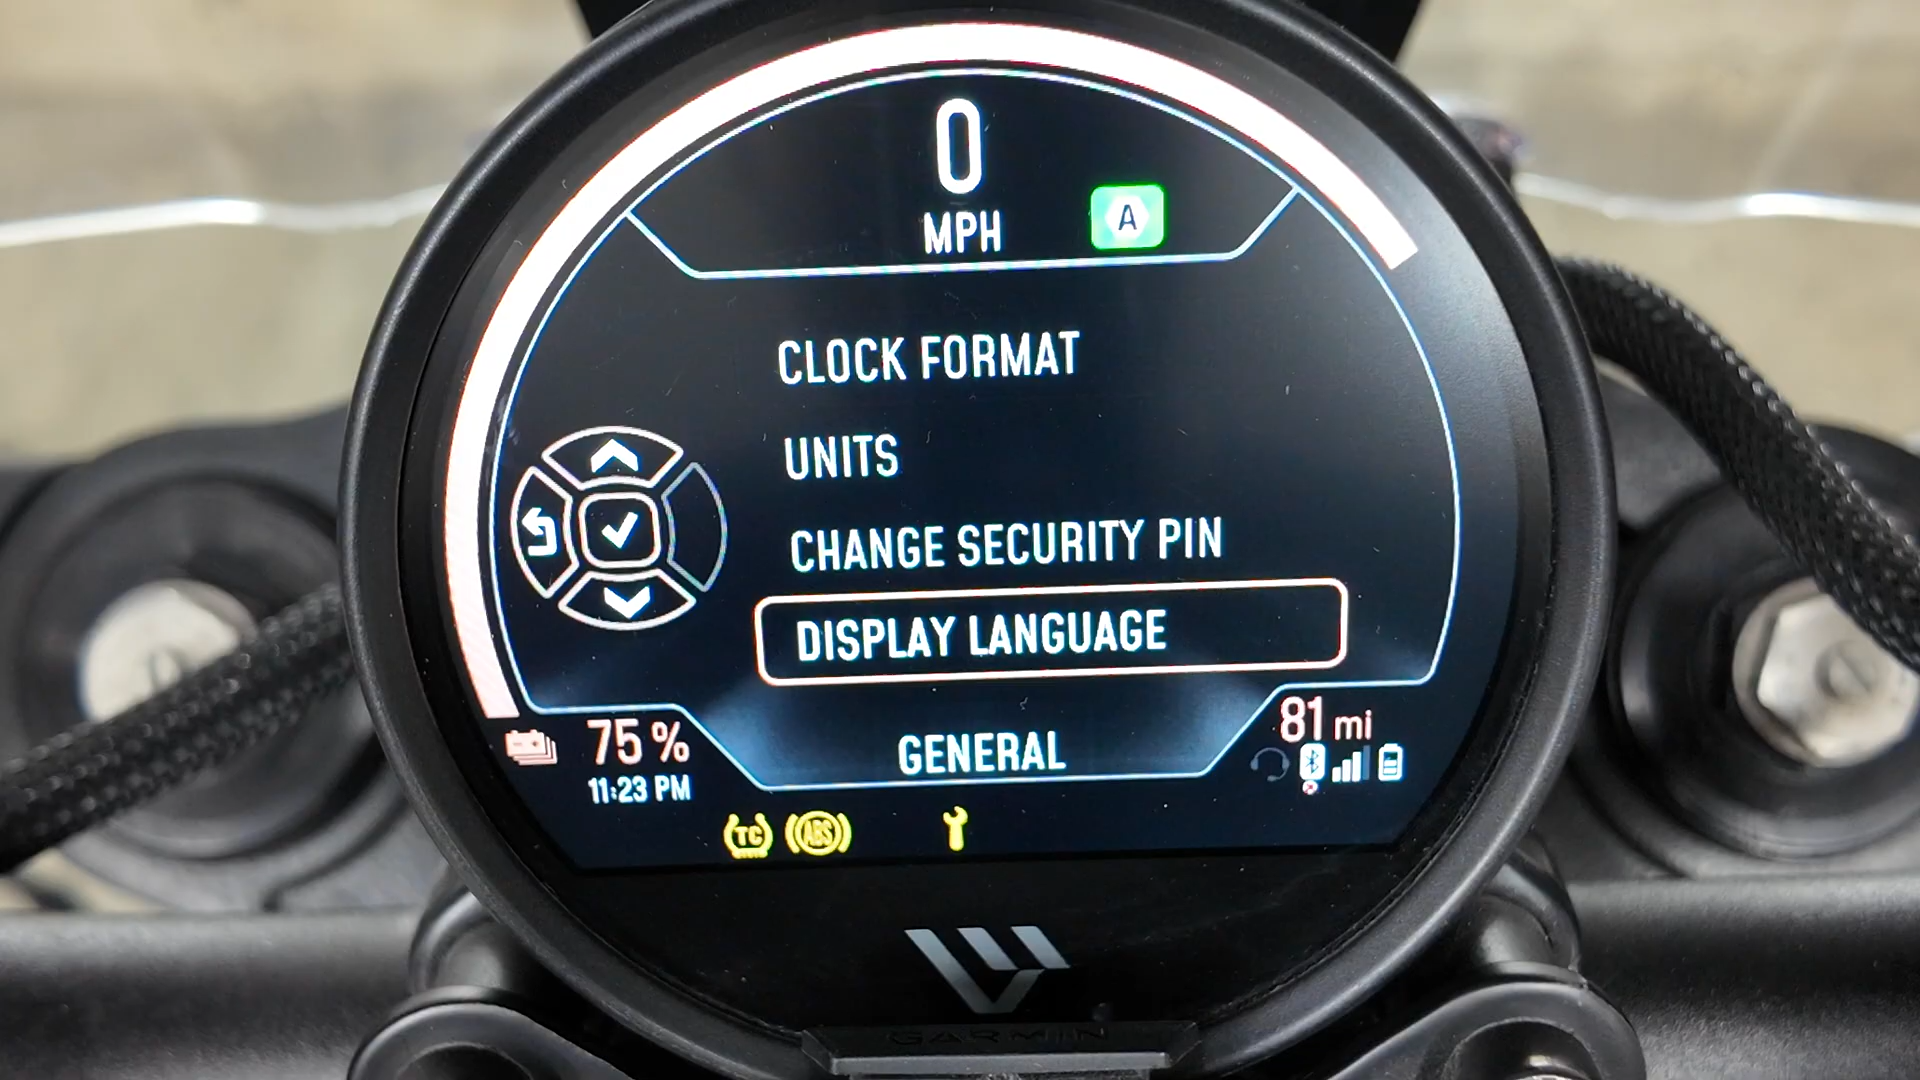 0
MPH
A
CLOCK FORMAT
UNITS
CHANGE SECURITY PIN
DISPLAY LANGUAGE
75 %
81 mi
GENERAL
11:23 PM
TC
ABS
GARMIN